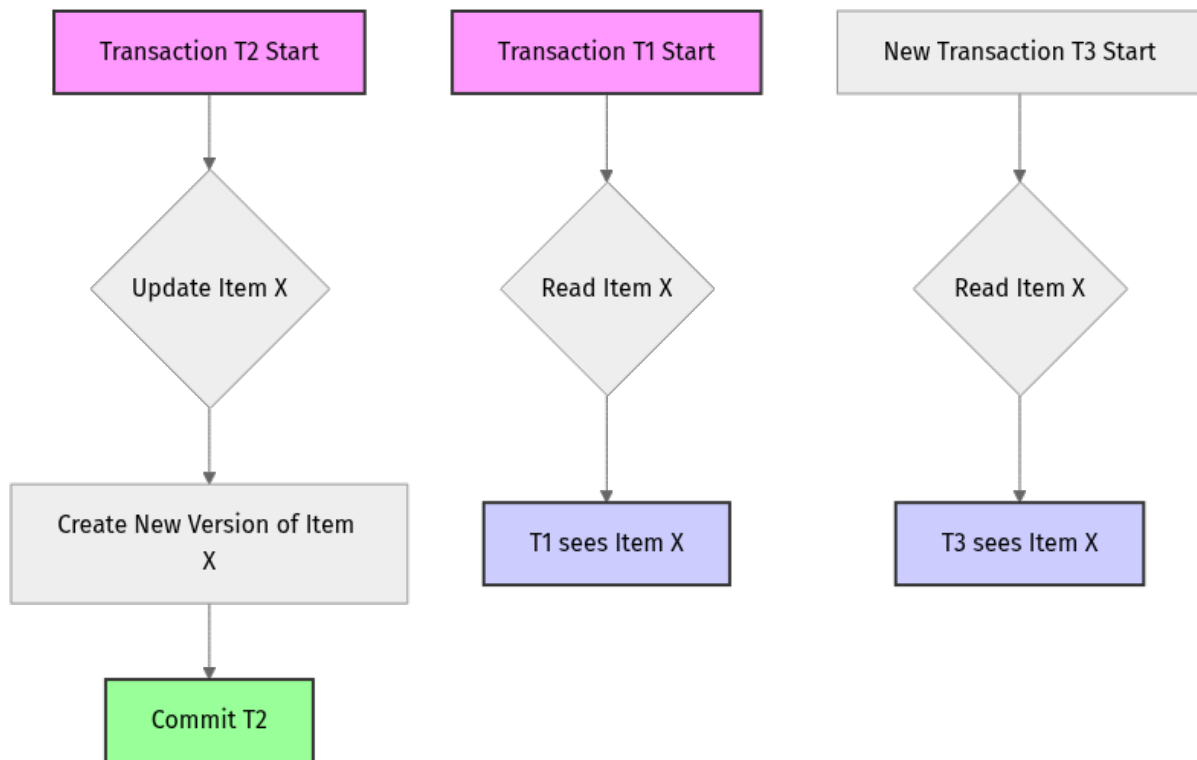 Transaction T2 Start
Transaction T1 Start
New Transaction T3 Start
Update Item X
Read Item X
Read Item X
Create New Version of Item
X
T1 sees Item X
T3 sees Item X
Commit T2